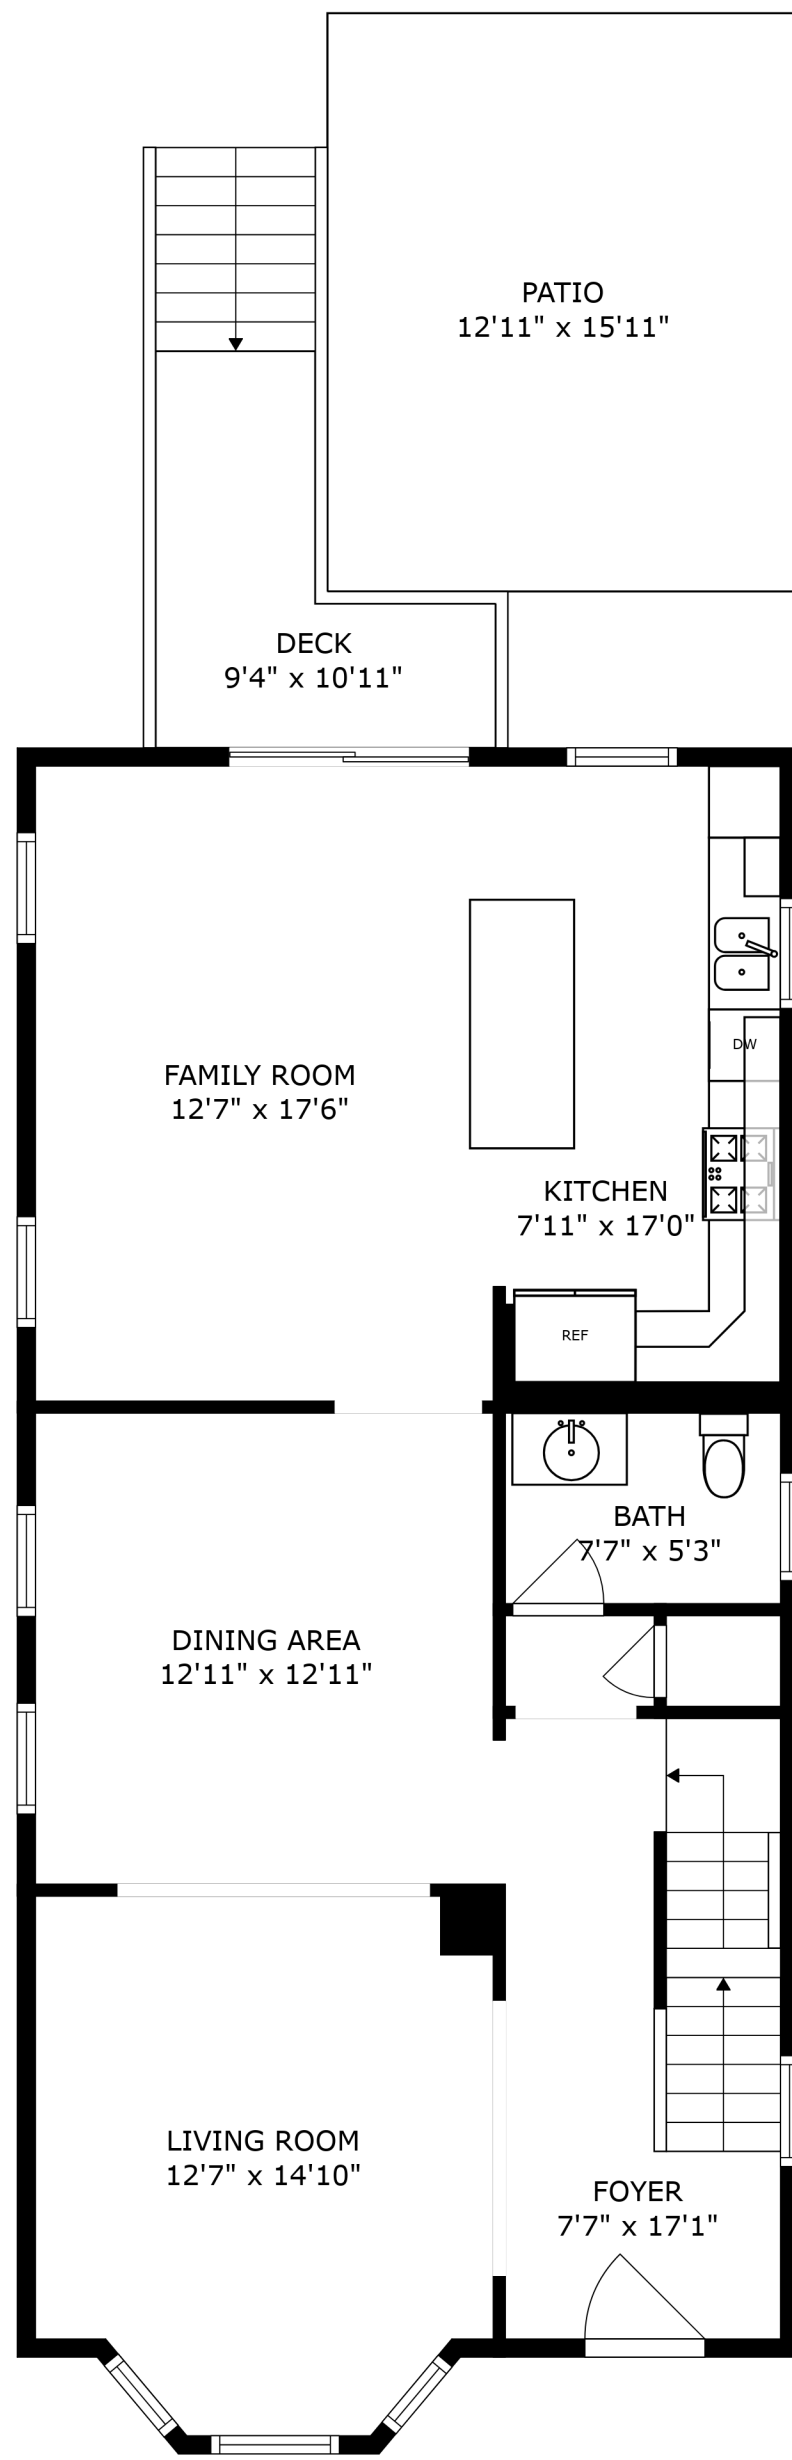 PATIO
12'11" x 15'11"
DECK
9'4" x 10'11"
FAMILY ROOM
12'7" x 17'6"
DW
KITCHEN
7'11" x 17'0"
REF
BATH
7'7" x 5'3"
DINING AREA
12'11" x 12'11"
LIVING ROOM
12'7" x 14'10"
FOYER
7'7" x 17'1"